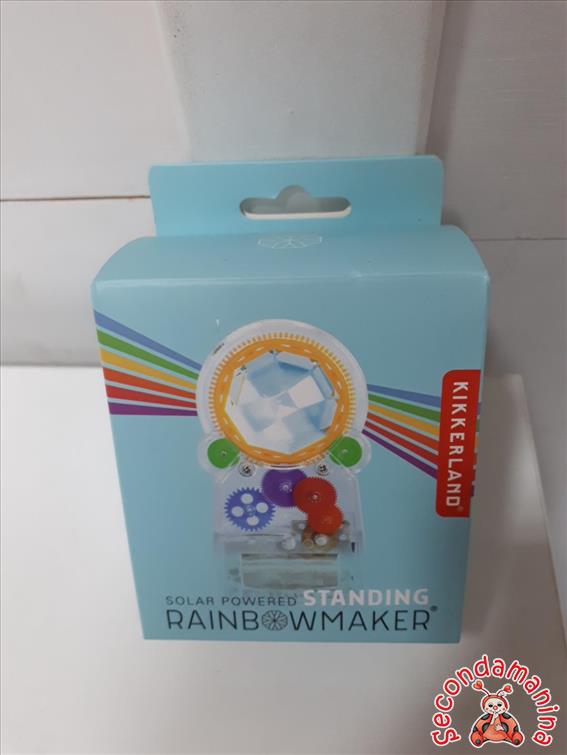 KIKKERLAND®
SOLAR POWERED STANDING
RAINBOWMAKER®
Secondamanina